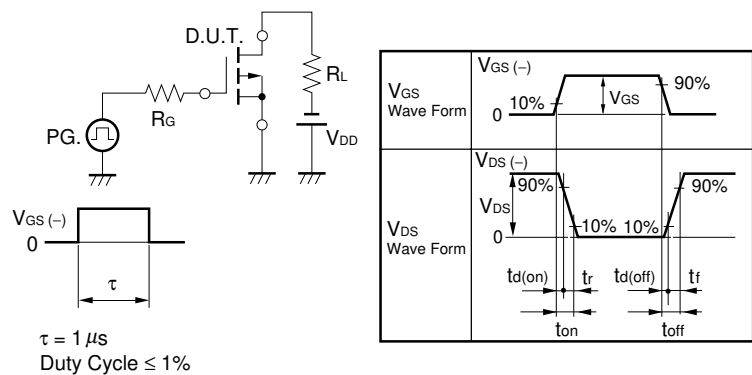 D.U.T.
RL
RG
PG.
VDD
VGS (−)
0
τ
τ = 1 μs
Duty Cycle ≤ 1%
VGS
Wave Form
VGS (−)
10%
0
VGS
90%
VDS
Wave Form
VDS (−)
90%
VDS
0
10% 10%
90%
td(on) tr td(off) tf
ton toff